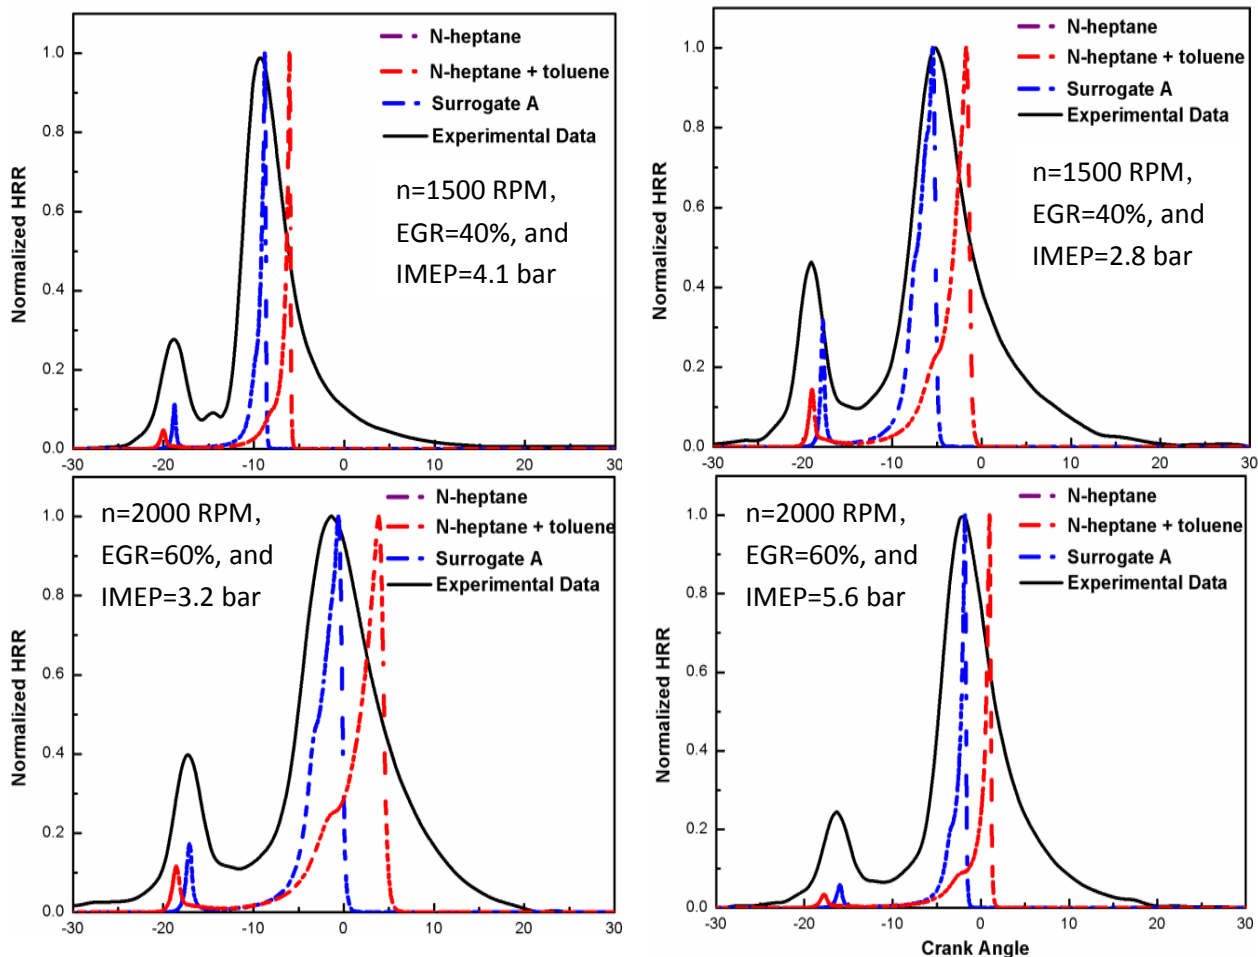 N-heptane
N-heptane + toluene
Surrogate A
Experimental Data
n=1500 RPM,
EGR=40%, and
IMEP=4.1 bar
Normalized HRR
1.0
0.8
0.6
0.4
0.2
0.0
-30
-20
-10
0
10
20
30
N-heptane
N-heptane + toluene
Surrogate A
Experimental Data
n=1500 RPM,
EGR=40%, and
IMEP=2.8 bar
Normalized HRR
1.0
0.8
0.6
0.4
0.2
0.0
-30
-20
-10
0
10
20
30
n=2000 RPM,
EGR=60%, and
IMEP=3.2 bar
N-heptane
N-heptane + toluene
Surrogate A
Experimental Data
Normalized HRR
1.0
0.8
0.6
0.4
0.2
0.0
-30
-20
-10
0
10
20
30
n=2000 RPM,
EGR=60%, and
IMEP=5.6 bar
N-heptane
N-heptane + toluene
Surrogate A
Experimental Data
Normalized HRR
1.0
0.8
0.6
0.4
0.2
0.0
-30
-20
-10
0
10
20
30
Crank Angle